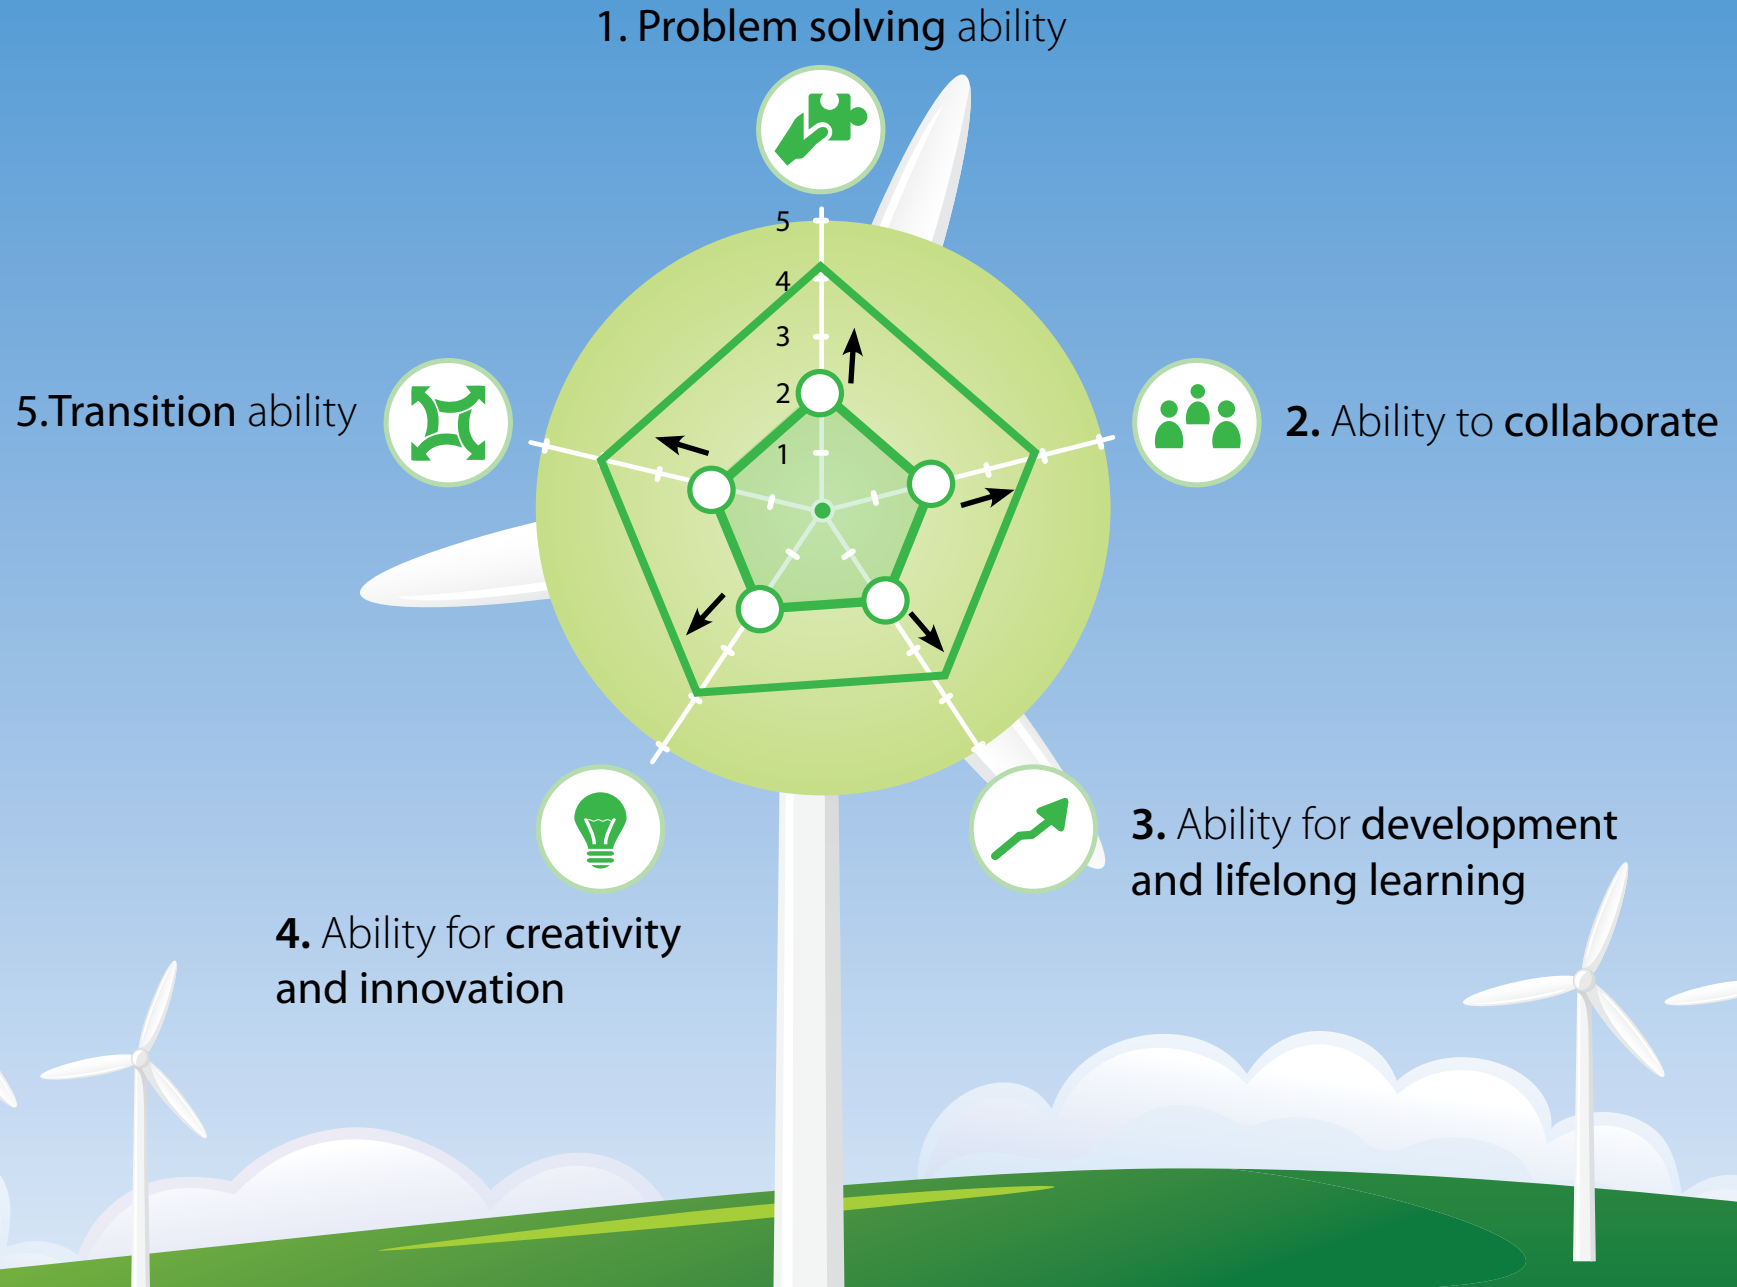 1. Problem solving ability
5
4
3
2
1
5.Transition ability
2. Ability to collaborate
3. Ability for development
and lifelong learning
4. Ability for creativity
and innovation